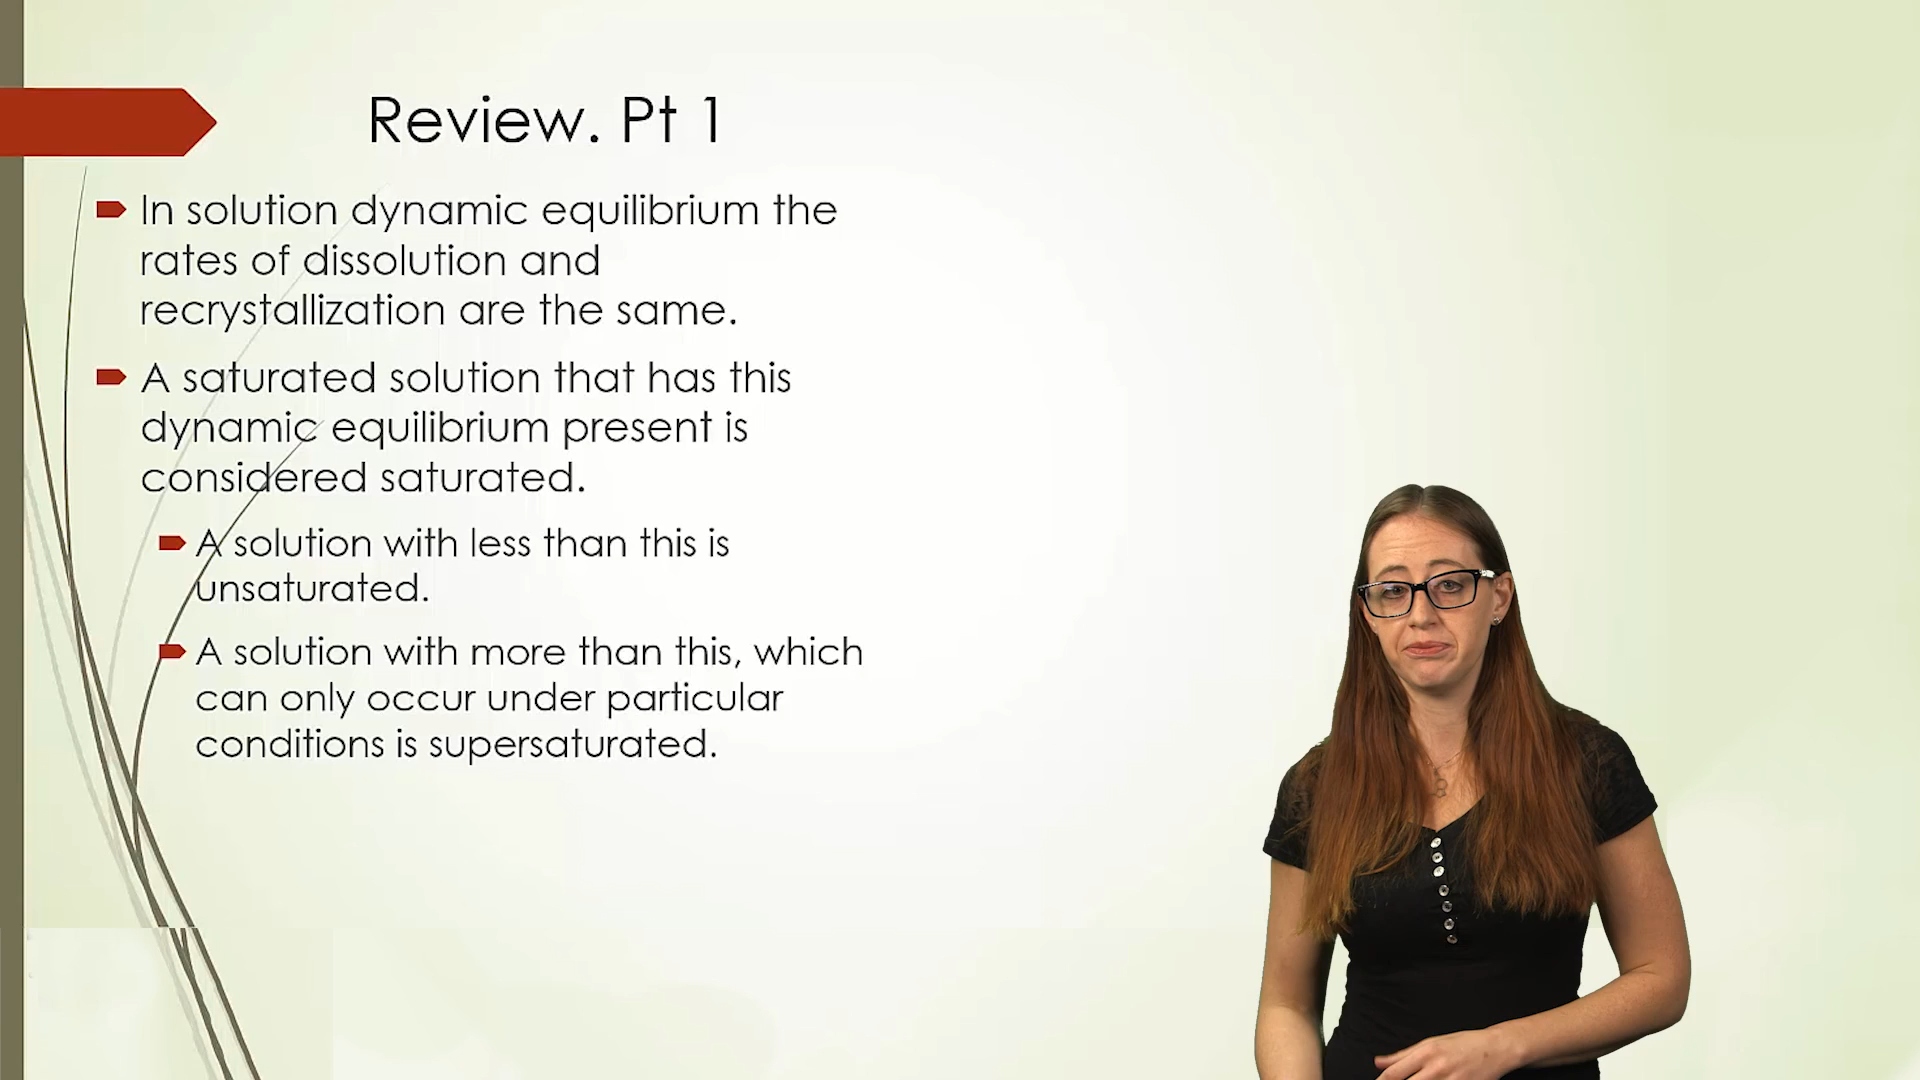 Review. Pt 1
In solution dynamic equilibrium the
rates of dissolution and
recrystallization are the same.
A saturated solution that has this
dynamic equilibrium present is
considered saturated.
A solution with less than this is
unsaturated.
A solution with more than this, which
can only occur under particular
conditions is supersaturated.